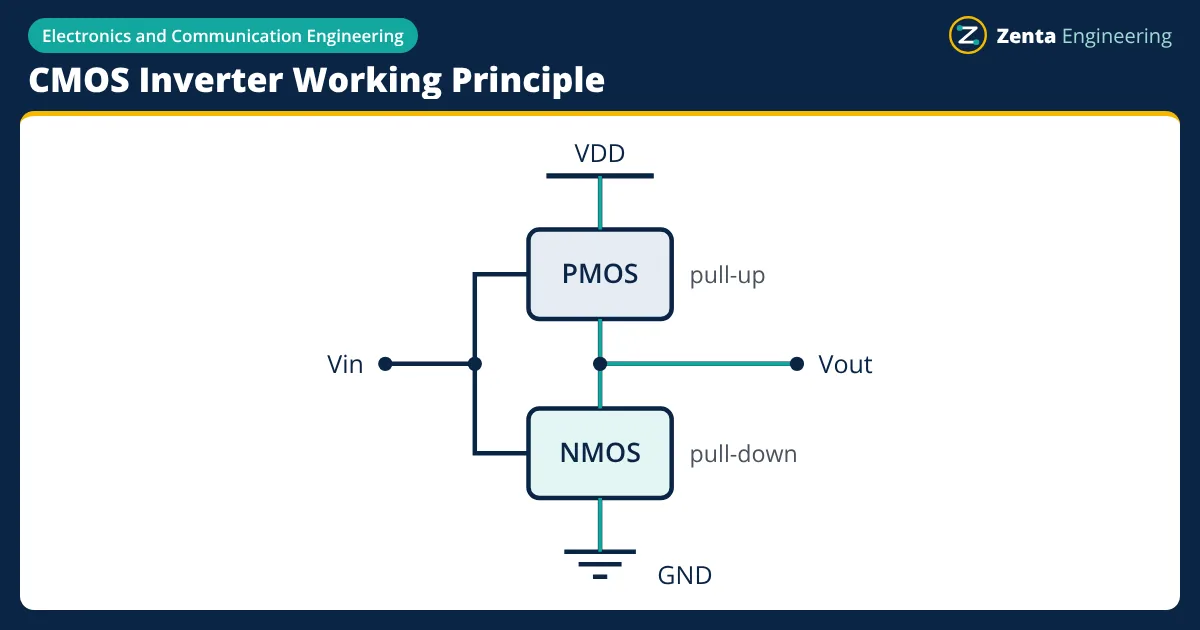 Electronics and Communication Engineering
Z Zenta Engineering
CMOS Inverter Working Principle
VDD
PMOS
pull-up
Vin
Vout
NMOS
pull-down
GND